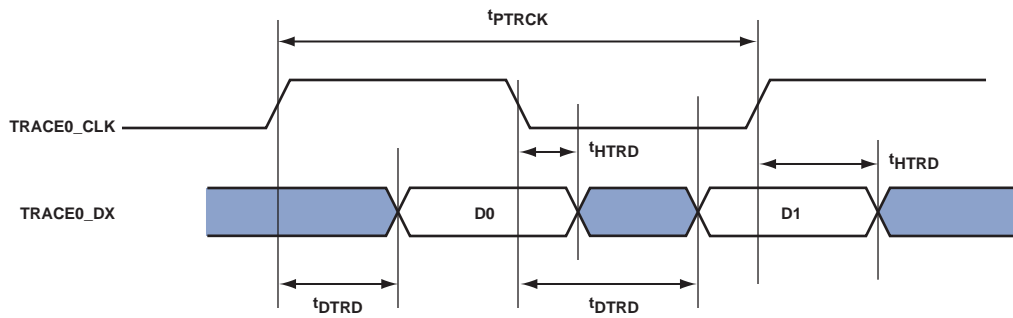 tPTRCK
TRACE0_CLK
tHTRD
tHTRD
TRACE0_DX
D0
D1
tDTRD
tDTRD